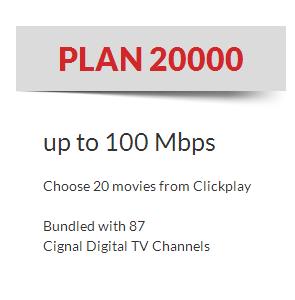 PLAN 20000
up to 100 Mbps
Choose 20 movies from Clickplay
Bundled with 87
Cignal Digital TV Channels